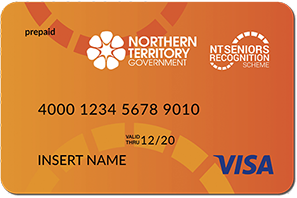 prepaid
NORTHERN
TERRITORY
GOVERNMENT
NT SENIORS
RECOGNITION
SCHEME
4000 1234 5678 9010
VALID
THRU 12/20
INSERT NAME
VISA